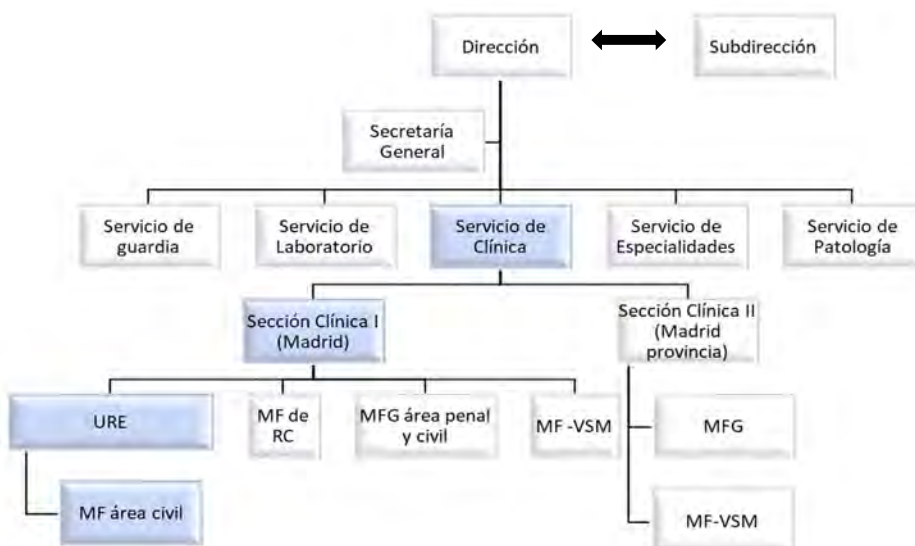 Dirección
Subdirección
Secretaría
General
Servicio de
guardia
Servicio de
Laboratorio
Servicio de
Clínica
Servicio de
Especialidades
Servicio de
Patología
Sección Clínica I
(Madrid)
Sección Clínica II
(Madrid
provincia)
URE
MF de
RC
MFG área penal
y civil
MF -VSM
MFG
MF área civil
MF-VSM